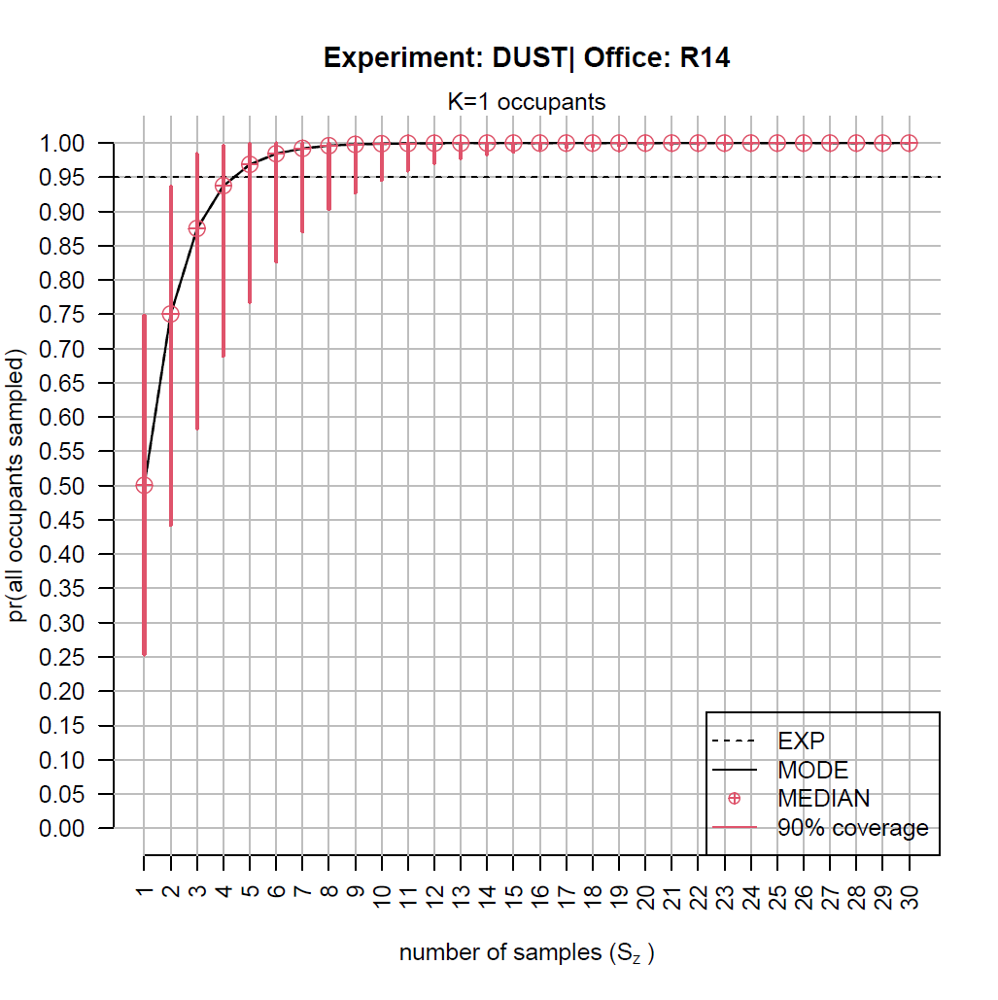 Experiment: DUST| Office: R14
K=1 occupants
1.00
0.95
0.90
0.85
0.80
0.75
0.70
0.65
0.60
0.55
0.50
0.45
0.40
0.35
0.30
0.25
0.20
0.15
0.10
0.05
0.00
pr(all occupants sampled)
EXP
MODE
MEDIAN
90% coverage
1 2 3 4 5 6 7 8 9 10 11 12 13 14 15 16 17 18 19 20 21 22 23 24 25 26 27 28 29 30
number of samples (Sz )